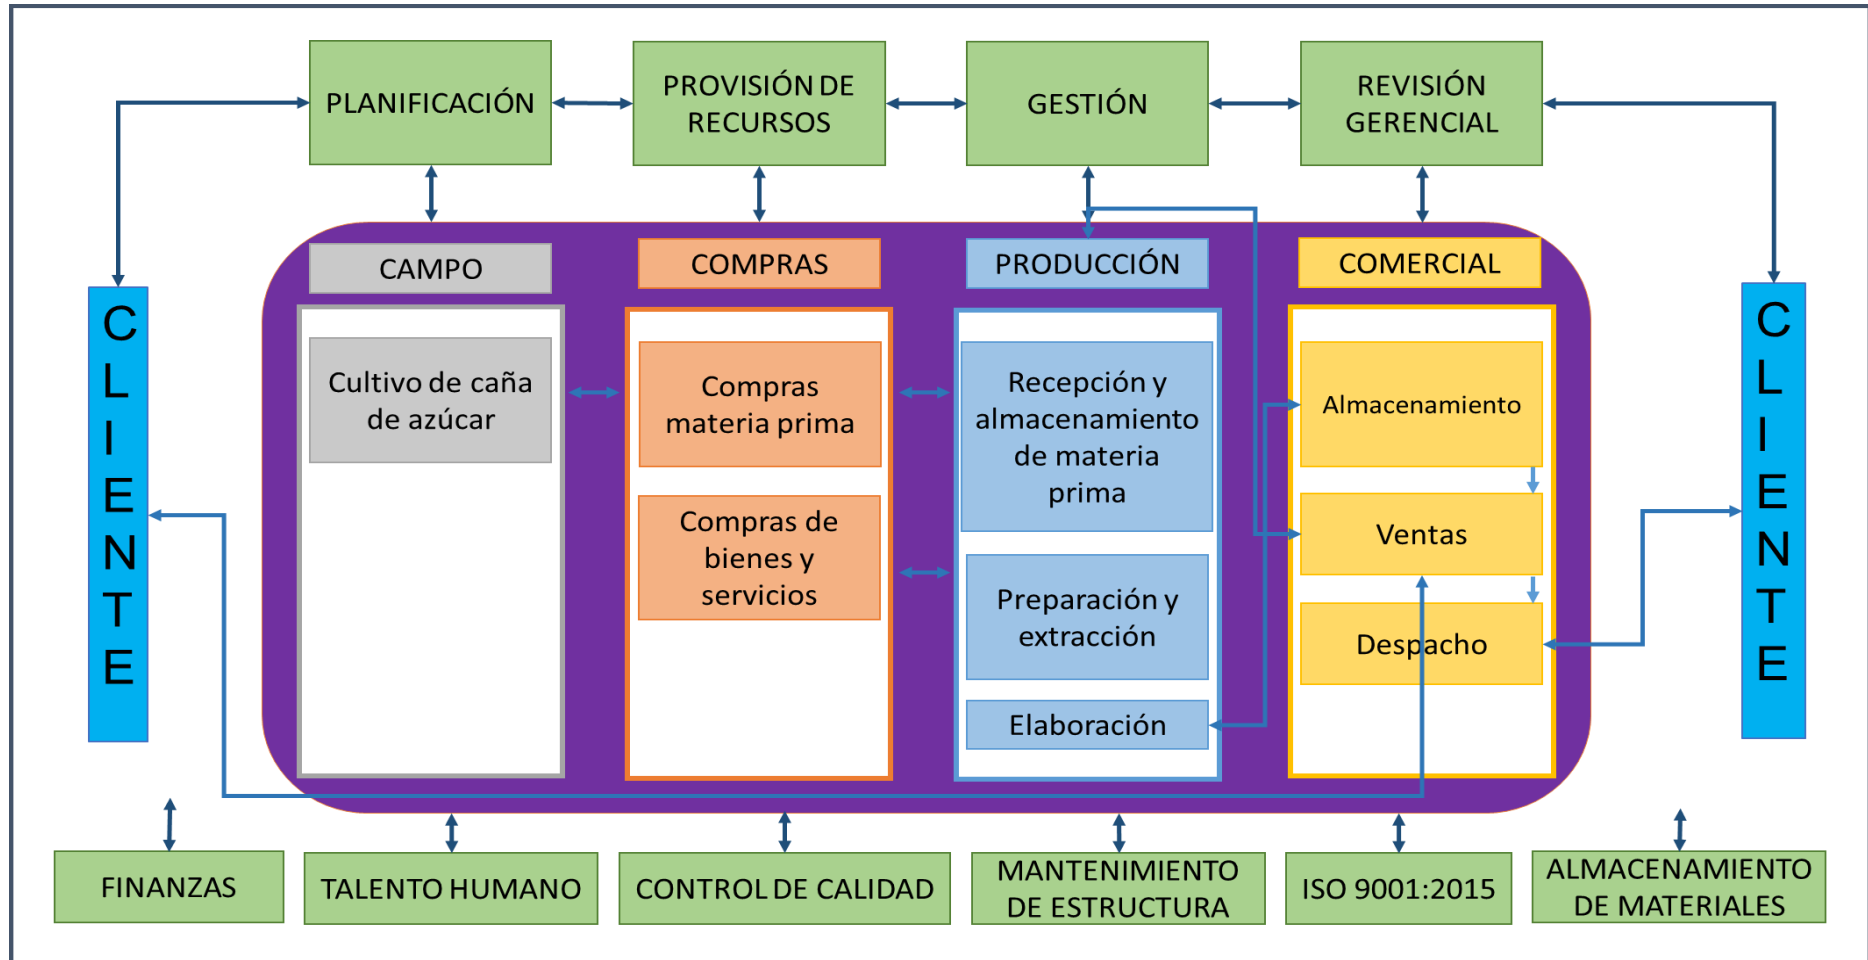 PLANIFICACIÓN
PROVISIÓN DE
RECURSOS
GESTIÓN
REVISIÓN
GERENCIAL
CLIENTE
CAMPO
Cultivo de caña
de azúcar
COMPRAS
Compras
materia prima
Compras de
bienes y
servicios
PRODUCCIÓN
Recepción y
almacenamiento
de materia
prima
Preparación y
extracción
Elaboración
COMERCIAL
Almacenamiento
Ventas
Despacho
CLIENTE
FINANZAS
TALENTO HUMANO
CONTROL DE CALIDAD
MANTENIMIENTO
DE ESTRUCTURA
ISO 9001:2015
ALMACENAMIENTO
DE MATERIALES